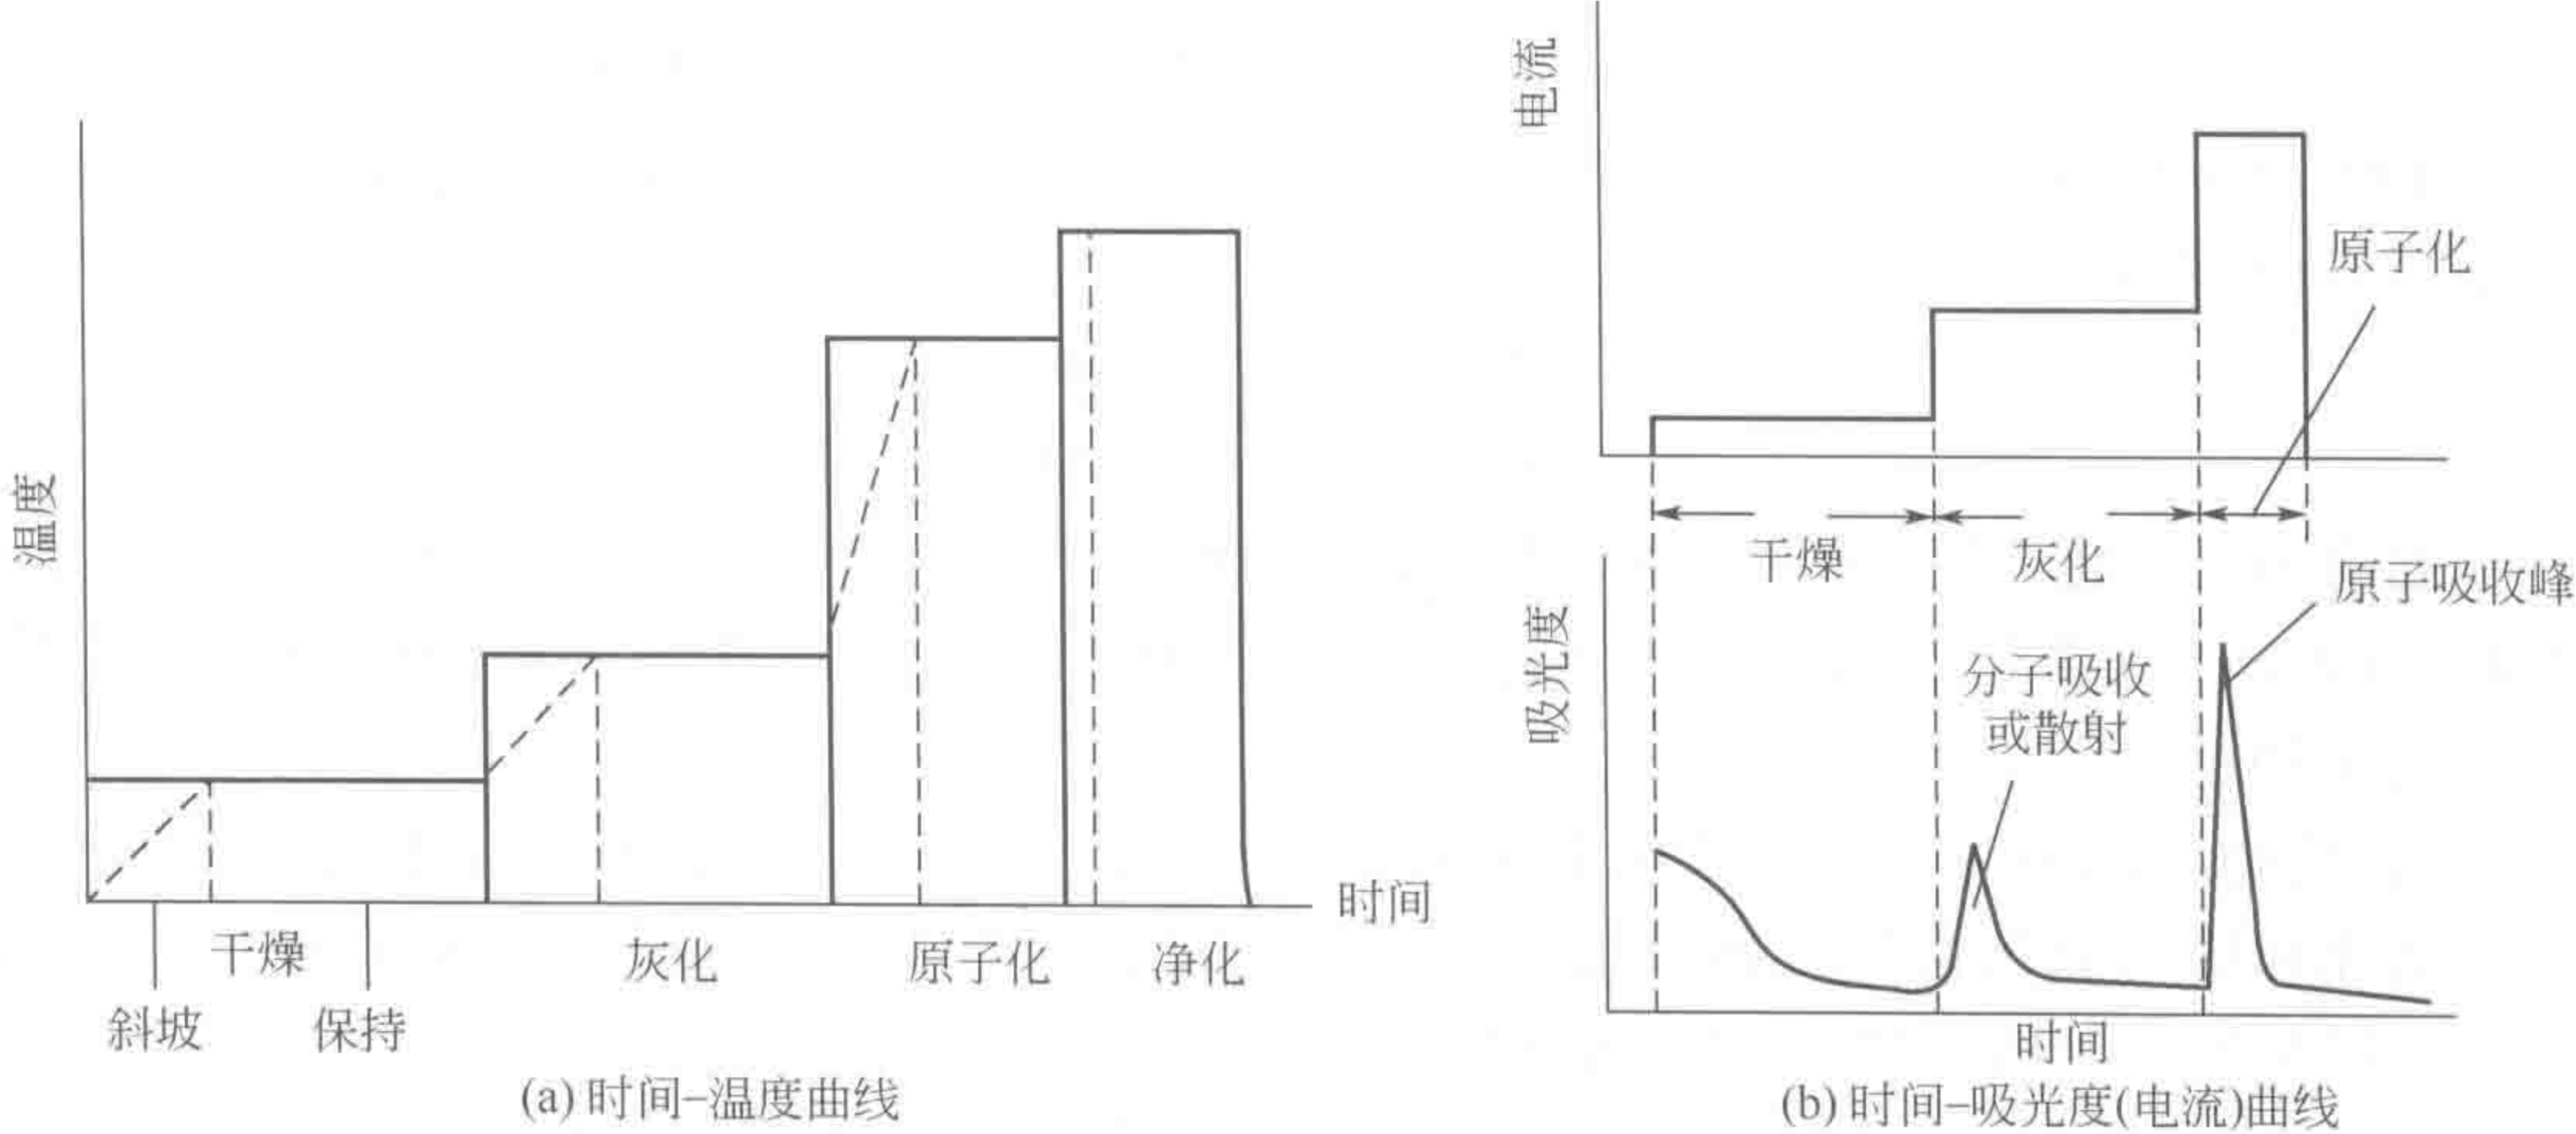 温度
时间
干燥
灰化
原子化
净化
斜坡
保持
(a) 时间–温度曲线
电流
原子化
干燥
灰化
吸光度
原子吸收峰
分子吸收
或散射
时间
(b) 时间–吸光度(电流)曲线